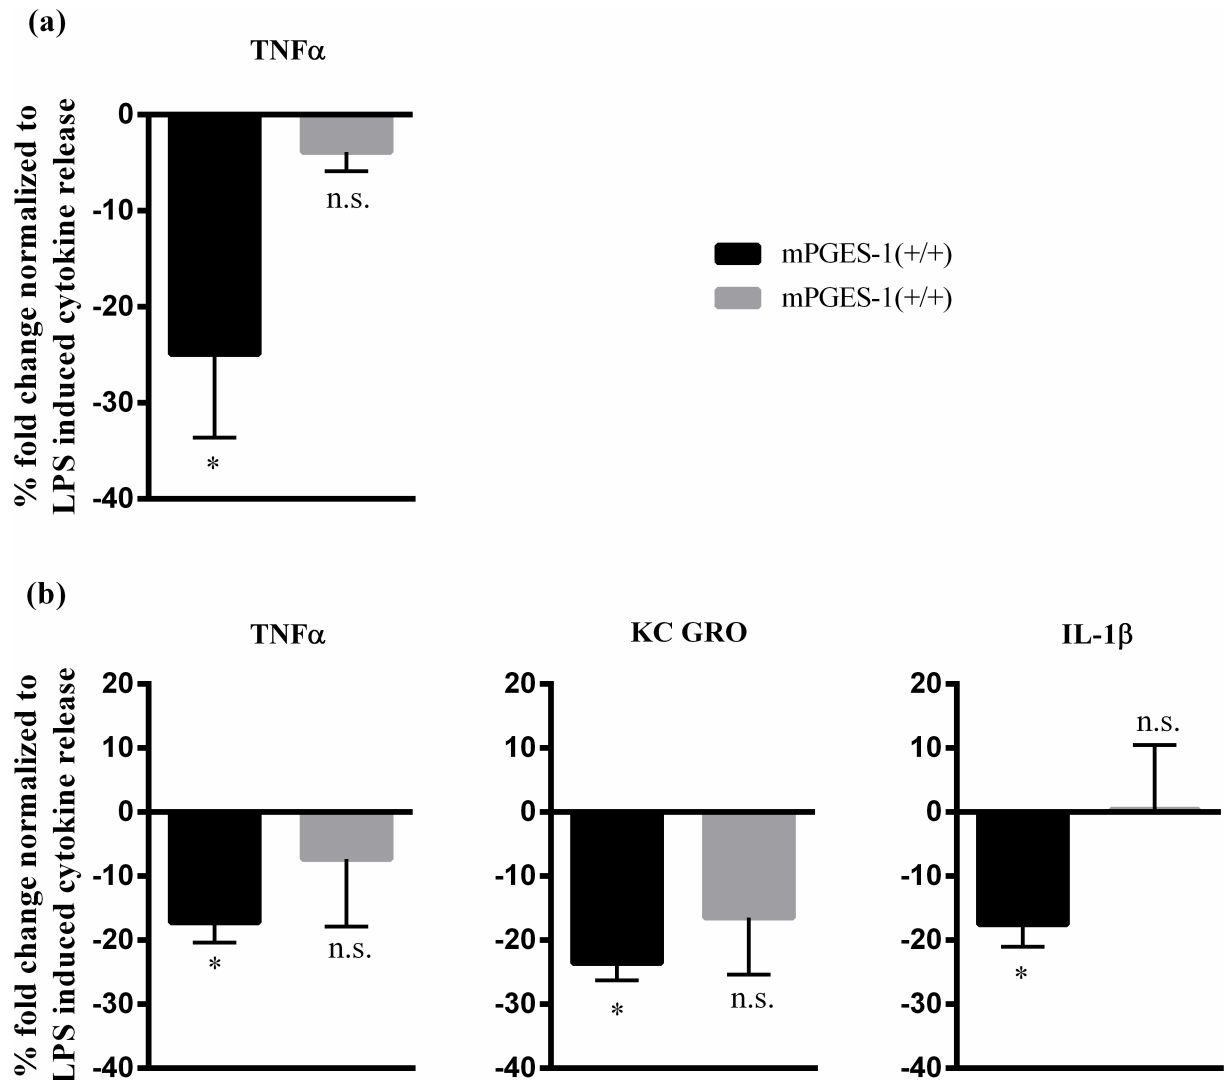 (a)
TNFα
% fold change normalized to
LPS induced cytokine release
0
-10
-20
-30
-40
n.s.
*
mPGES-1(+/+)
mPGES-1(+/+)
(b)
TNFα
% fold change normalized to
LPS induced cytokine release
20
10
0
-10
-20
-30
-40
*
n.s.
KC GRO
20
10
0
-10
-20
-30
-40
*
n.s.
IL-1β
20
10
0
-10
-20
-30
-40
n.s.
*